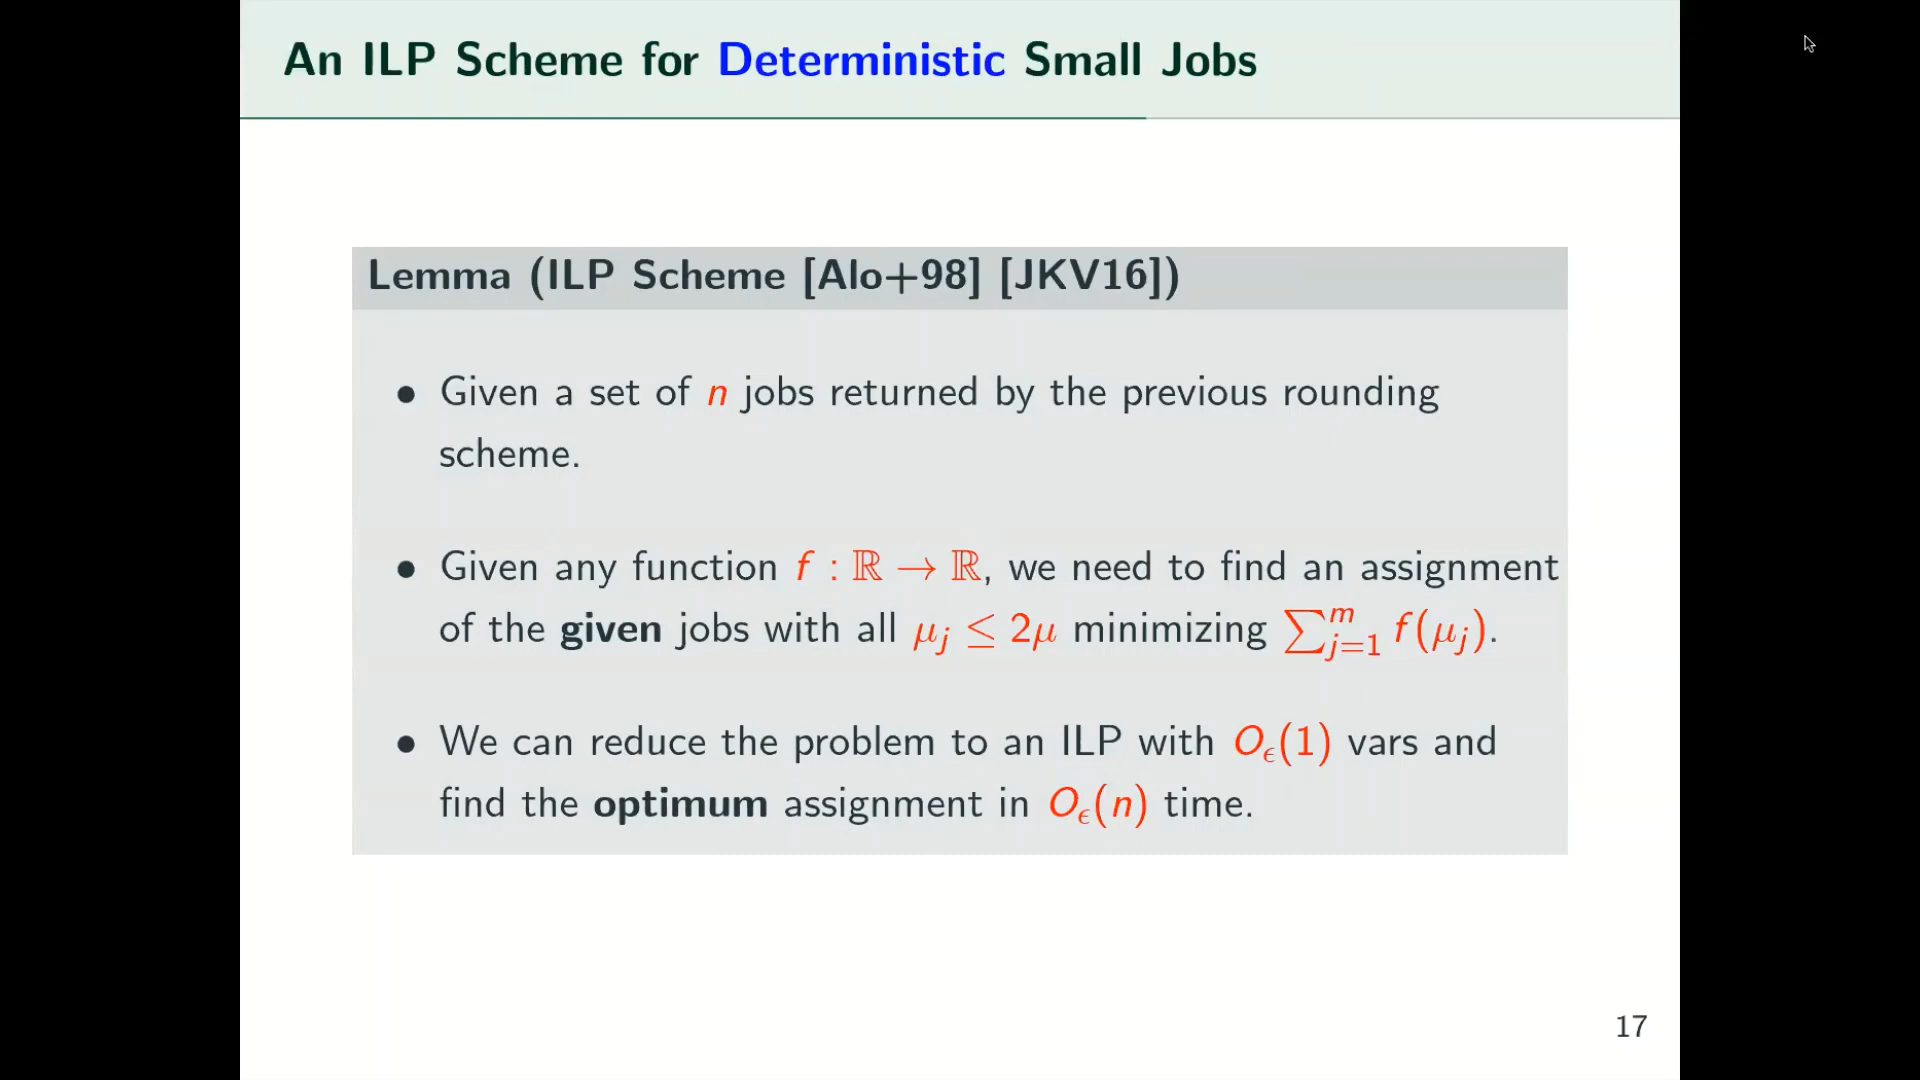 An ILP Scheme for Deterministic Small Jobs
Lemma (ILP Scheme [Alo+98] [JKV16])
• Given a set of n jobs returned by the previous rounding
scheme.
• Given any function f : ℝ → ℝ, we need to find an assignment
of the given jobs with all μ_j ≤ 2μ minimizing ∑_{j=1}^{m} f(μ_j).
• We can reduce the problem to an ILP with O_ϵ(1) vars and
find the optimum assignment in O_ϵ(n) time.
17